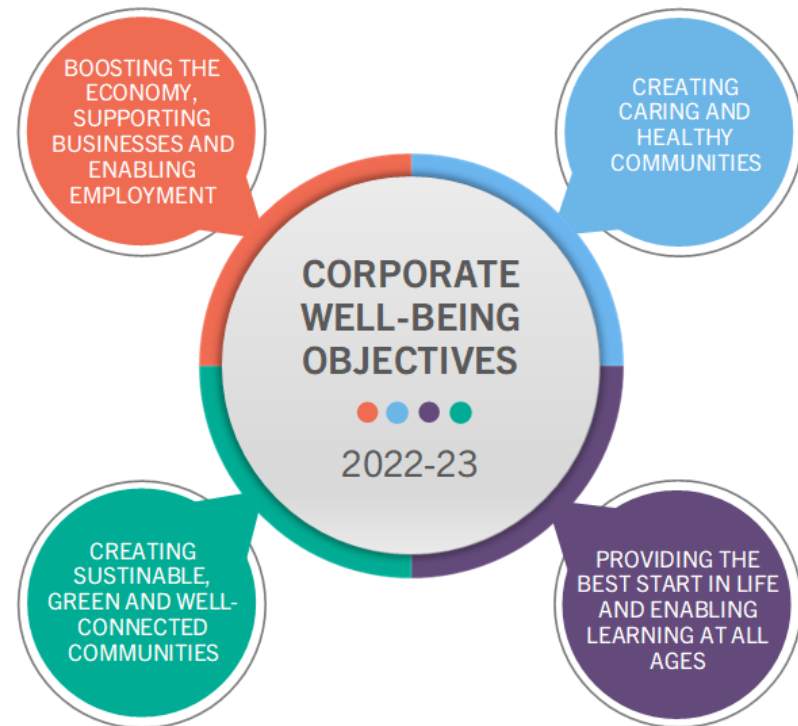 BOOSTING THE
ECONOMY,
SUPPORTING
BUSINESSES AND
ENABLING
EMPLOYMENT
CREATING
CARING AND
HEALTHY
COMMUNITIES
CORPORATE
WELL-BEING
OBJECTIVES
2022-23
CREATING
SUSTINABLE,
GREEN AND WELL-
CONNECTED
COMMUNITIES
PROVIDING THE
BEST START IN LIFE
AND ENABLING
LEARNING AT ALL
AGES